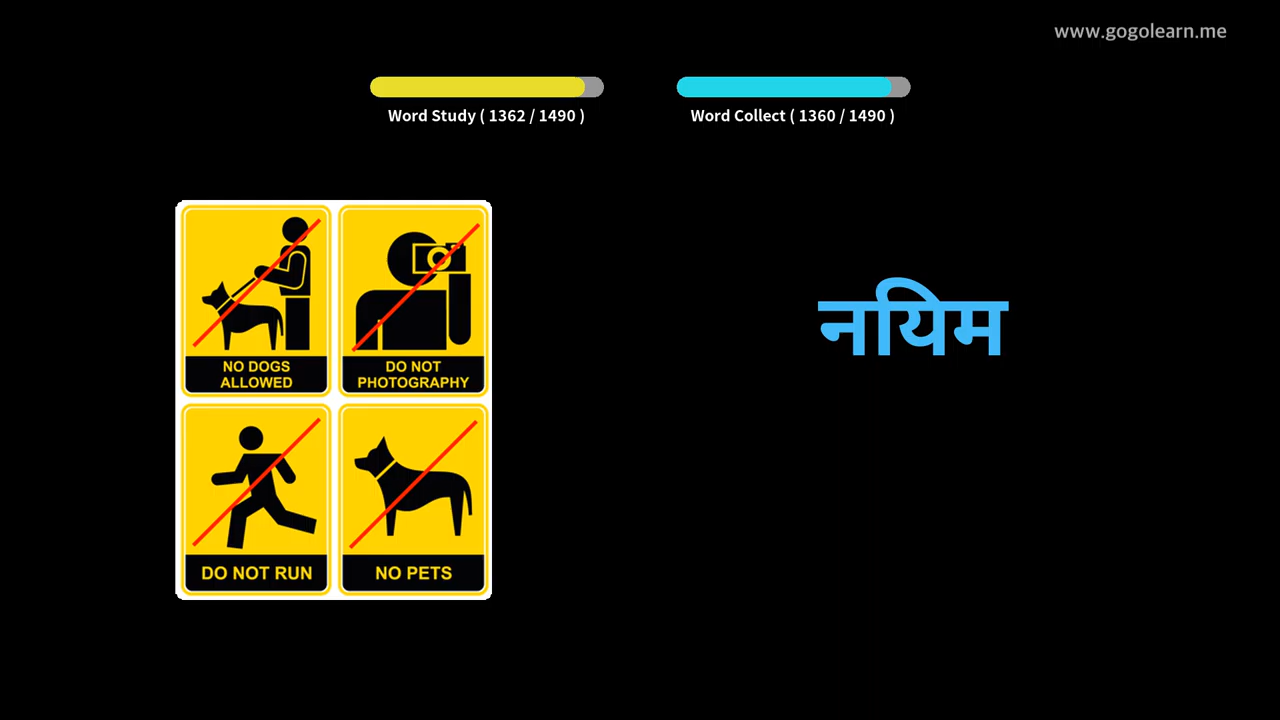 www.gogolearn.me
Word Study ( 1362 / 1490 )
Word Collect ( 1360 / 1490 )
NO DOGS
ALLOWED
DO NOT
PHOTOGRAPHY
DO NOT RUN
NO PETS
नयिम